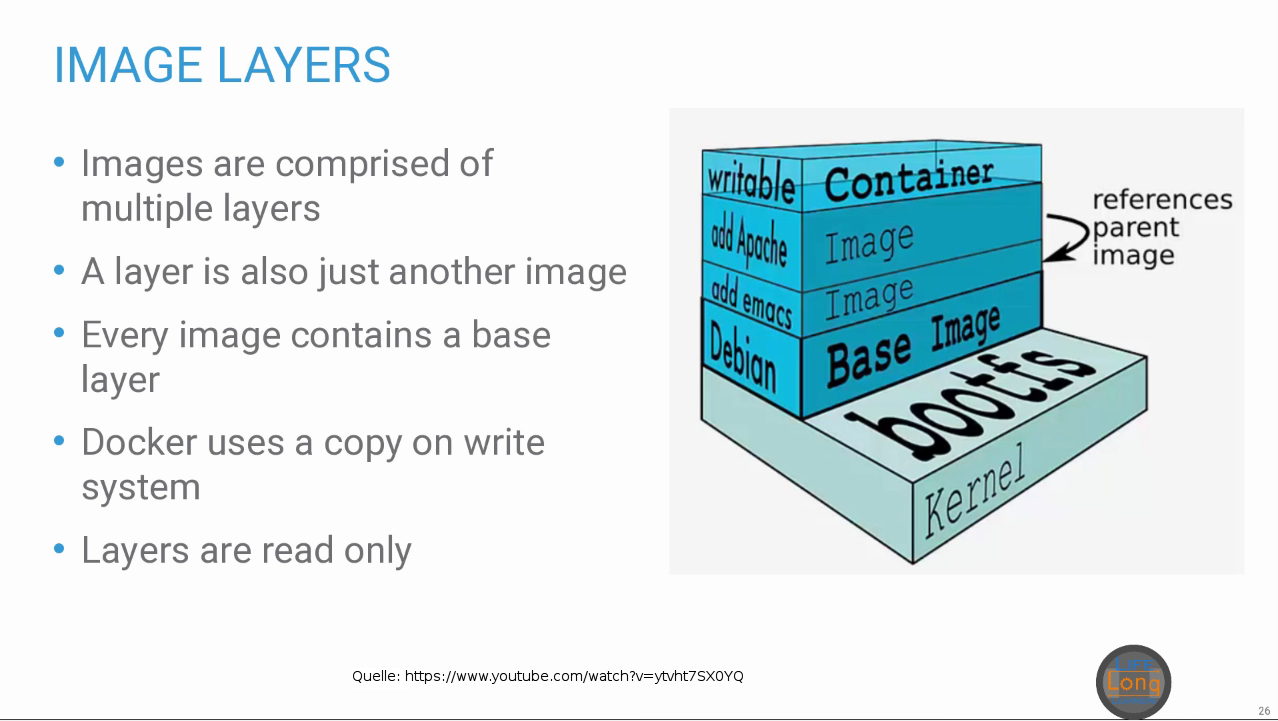 IMAGE LAYERS
• Images are comprised of
multiple layers
• A layer is also just another image
• Every image contains a base
layer
• Docker uses a copy on write
system
• Layers are read only
writable Container
add Apache Image
add emacs Image
Debian Base Image
bootfs
Kernel
references
parent
image
Quelle: https://www.youtube.com/watch?v=ytvht7SX0YQ
LIFE
Long
26